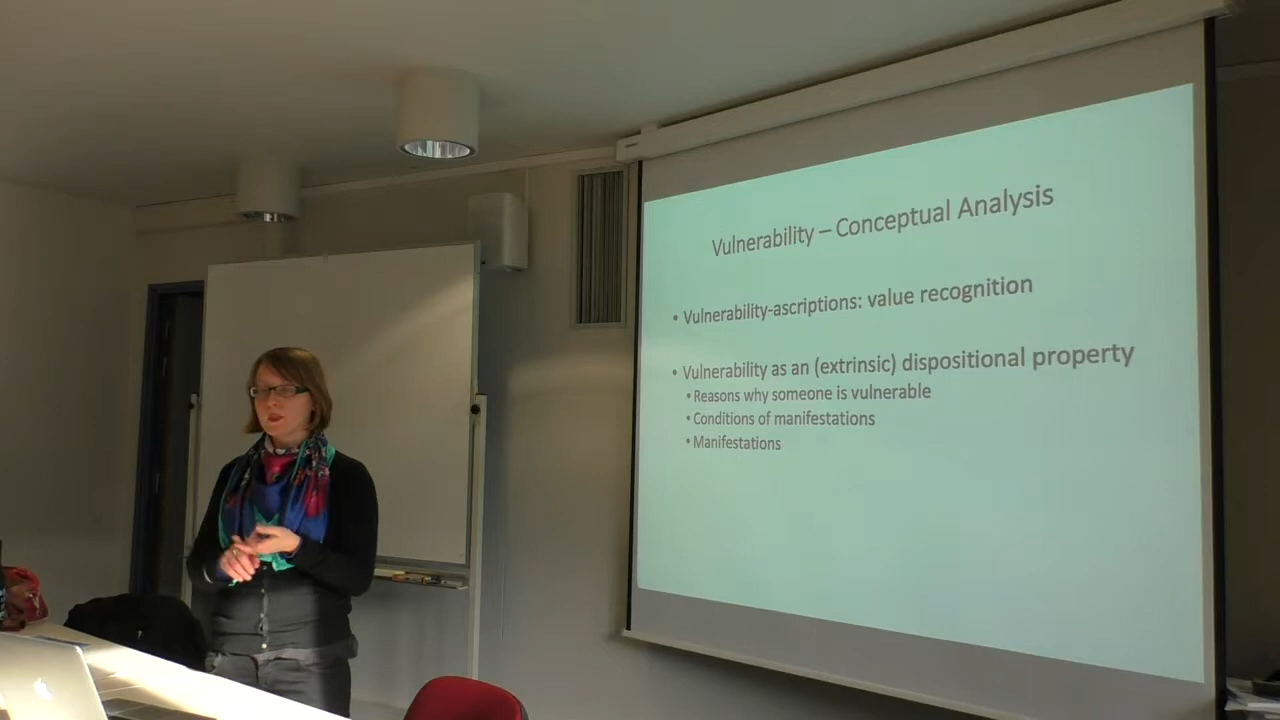 Vulnerability – Conceptual Analysis
• Vulnerability-ascriptions: value recognition
• Vulnerability as an (extrinsic) dispositional property
• Reasons why someone is vulnerable
• Conditions of manifestations
• Manifestations